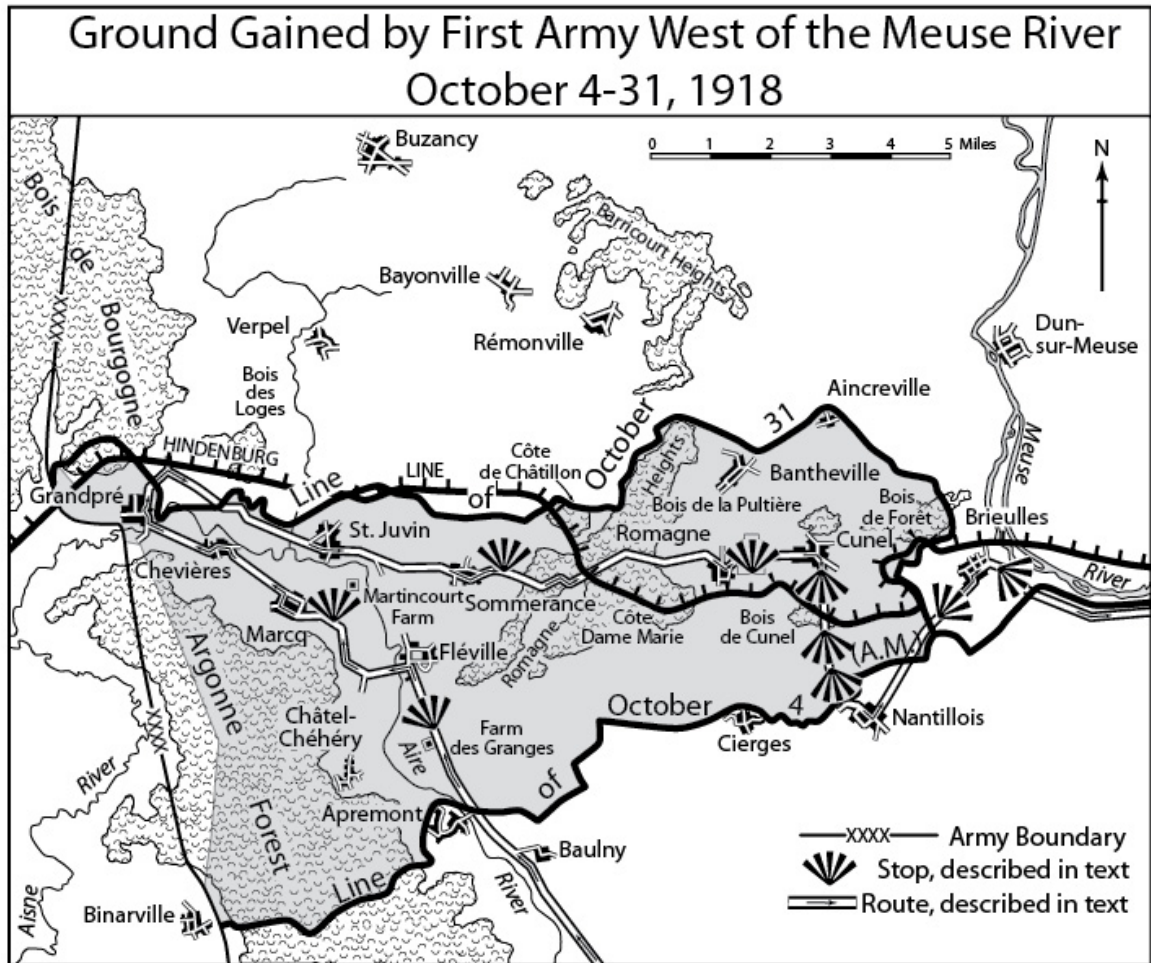 Ground Gained by First Army West of the Meuse River
October 4-31, 1918
Buzancy
0 1 2 3 4 5 Miles
N
Bois de Bourgogne
XXXX
Barricourt Heights
Bayonville
Verpel
Rémonville
Dun-
sur-Meuse
Bois
des
Loges
Aincreville
Meuse
River
HINDENBURG
LINE
Line of October 31
Côte
de Châtillon
Heights
Bantheville
Bois de la Pultière
Bois
de Forêt
Brieulles
Grandpré
St. Juvin
Romagne
Cunel
Chevières
Martincourt
Farm
Sommerance
Marcq
Côte
Dame Marie
Bois
de Cunel
(A.M.)
Fléville
Romagne
Argonne
Forest
Châtel-
Chéhéry
Farm
des Granges
Aire
River
Line of October 4
Cierges
Nantillois
Apremont
Baulny
XXXX
River
Aisne
Binarville
XXXX Army Boundary
Stop, described in text
Route, described in text